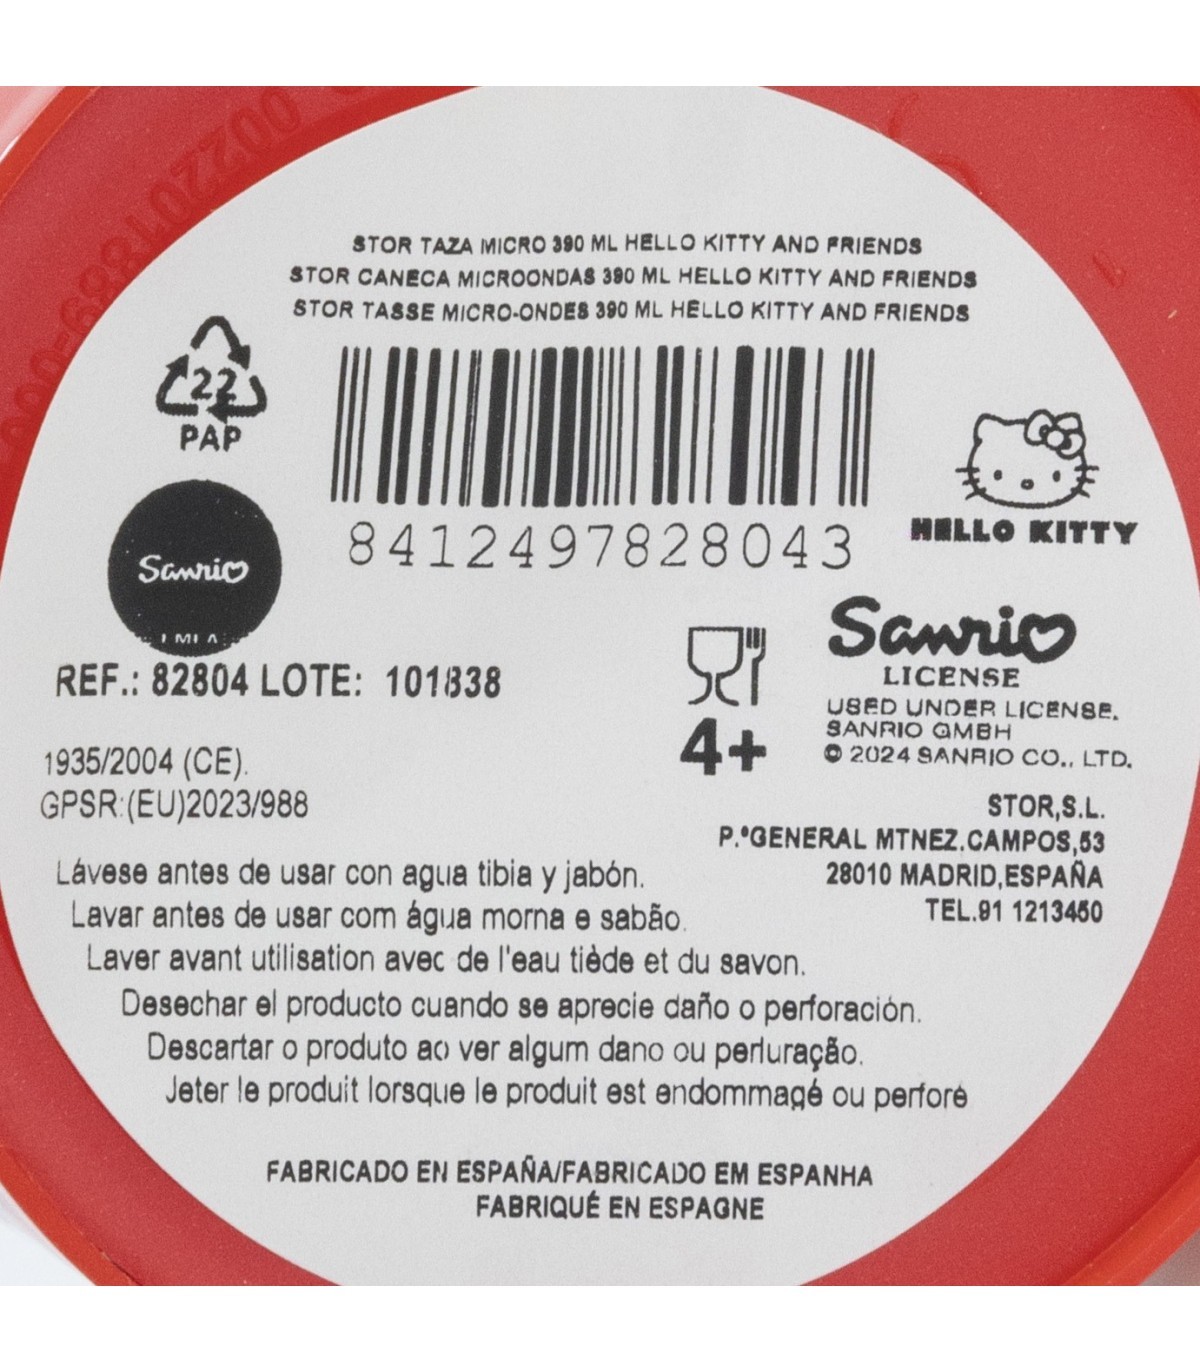 STOR TAZA MICRO 390 ML HELLO KITTY AND FRIENDS
STOR CANECA MICROONDAS 390 ML HELLO KITTY AND FRIENDS
STOR TASSE MICRO-ONDES 390 ML HELLO KITTY AND FRIENDS
22
PAP
8412497828043
HELLO KITTY
Sanrio
Sanrio
LICENSE
USED UNDER LICENSE.
SANRIO GMBH
© 2024 SANRIO CO., LTD.
REF.: 82804 LOTE: 101838
4+
1935/2004 (CE).
GPSR:(EU)2023/988
STOR,S.L.
P.ºGENERAL MTNEZ.CAMPOS,53
28010 MADRID,ESPAÑA
TEL.91 1213450
Lávese antes de usar con agua tibia y jabón.
Lavar antes de usar com água morna e sabão.
Laver avant utilisation avec de l'eau tiède et du savon.
Desechar el producto cuando se aprecie daño o perforación.
Descartar o produto ao ver algum dano ou perfuração.
Jeter le produit lorsque le produit est endommagé ou perforé
FABRICADO EN ESPAÑA/FABRICADO EM ESPANHA
FABRIQUÉ EN ESPAGNE